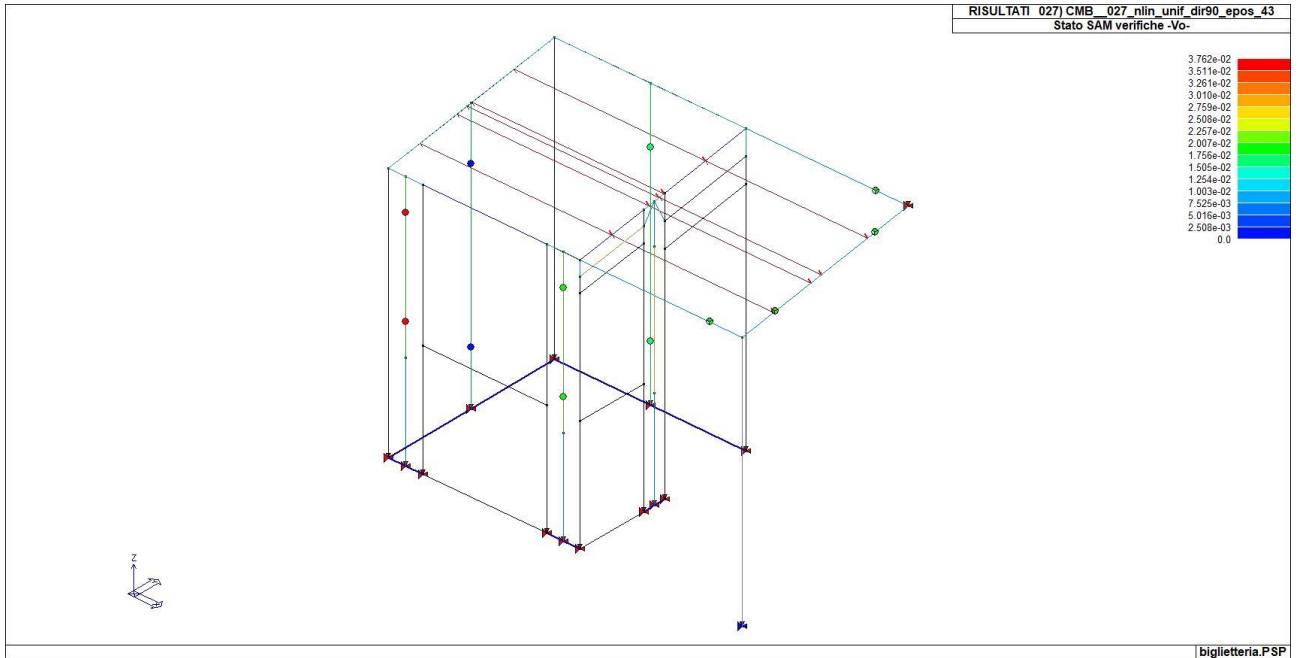 RISULTATI 027) CMB__027_nlin_unif_dir90_epos_43
Stato SAM verifiche -Vo-
3.762e-02
3.511e-02
3.261e-02
3.010e-02
2.759e-02
2.508e-02
2.257e-02
2.007e-02
1.756e-02
1.505e-02
1.254e-02
1.003e-02
7.525e-03
5.016e-03
2.508e-03
0.0
Z
biglietteria.PSP